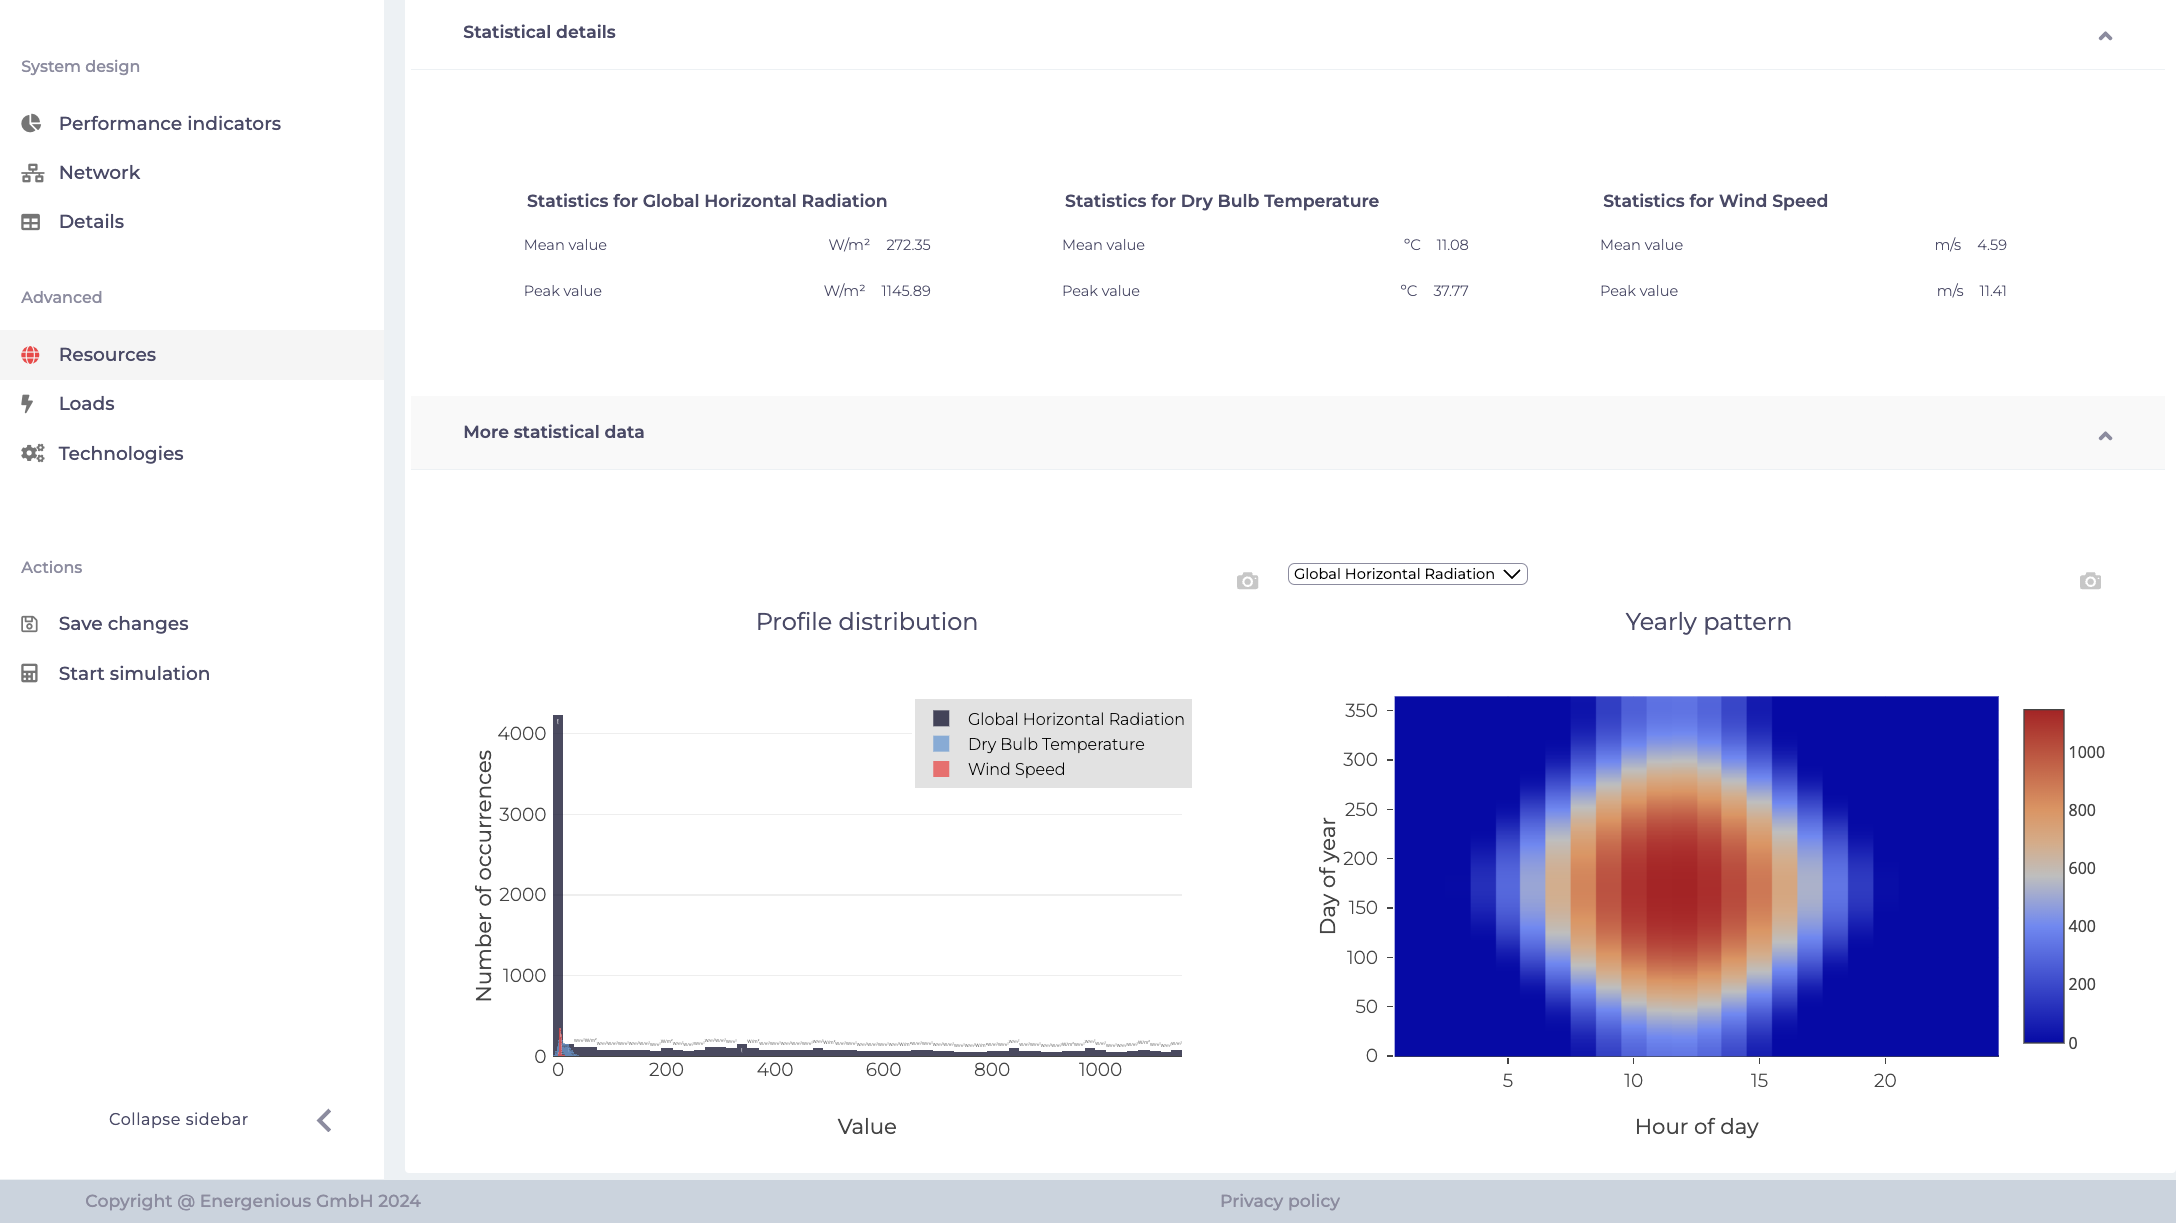 Statistical details
System design
Performance indicators
Network
Details
Advanced
Resources
Loads
Technologies
Actions
Save changes
Start simulation
Collapse sidebar
Statistics for Global Horizontal Radiation
Mean value W/m² 272.35
Peak value W/m² 1145.89
Statistics for Dry Bulb Temperature
Mean value °C 11.08
Peak value °C 37.77
Statistics for Wind Speed
Mean value m/s 4.59
Peak value m/s 11.41
More statistical data
Profile distribution
Global Horizontal Radiation
Dry Bulb Temperature
Wind Speed
Number of occurrences
4000
3000
2000
1000
0
0 200 400 600 800 1000
Value
Global Horizontal Radiation
Yearly pattern
Day of year
350
300
250
200
150
100
50
0
5 10 15 20
Hour of day
1000
800
600
400
200
0
Copyright @ Energenious GmbH 2024
Privacy policy